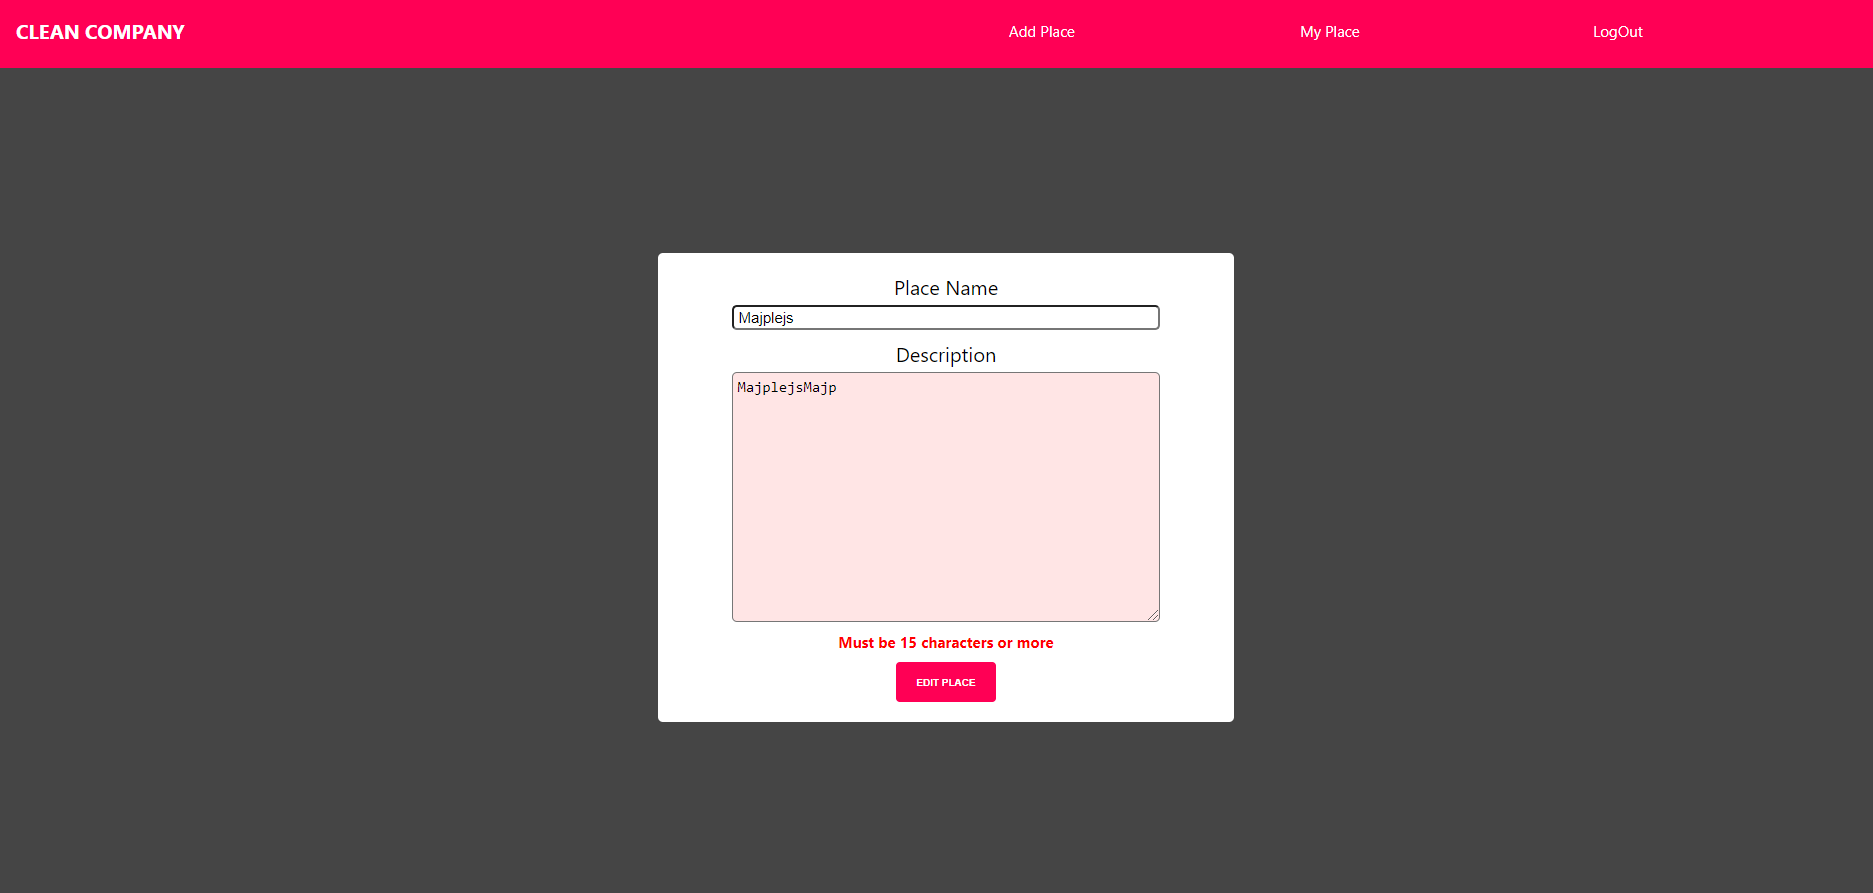 CLEAN COMPANY
Add Place
My Place
LogOut
Place Name
Majplejs
Description
MajplejsMajp
Must be 15 characters or more
EDIT PLACE